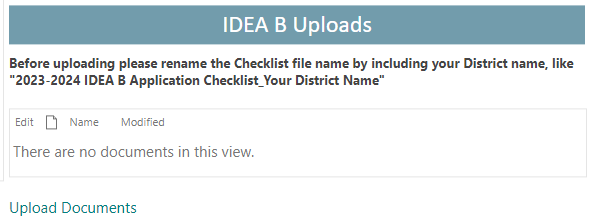 IDEA B Uploads
Before uploading please rename the Checklist file name by including your District name, like
"2023-2024 IDEA B Application Checklist_Your District Name"
Edit Name Modified
There are no documents in this view.
Upload Documents